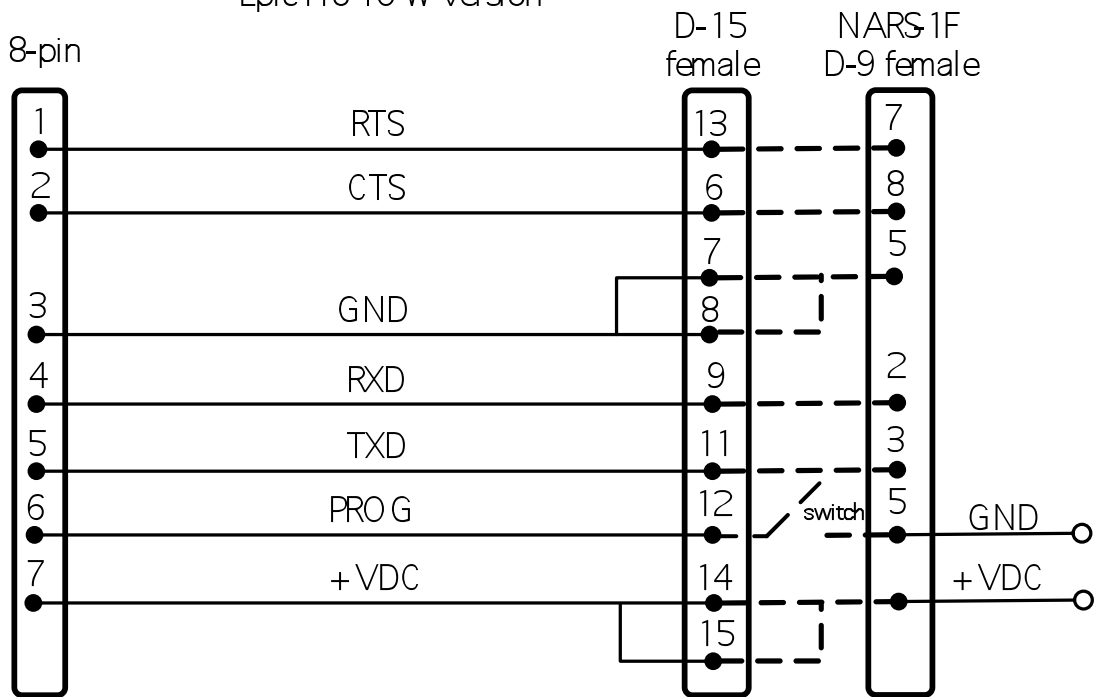 8-pin
D-15
female
NARS-1F
D-9 female
1 RTS 13 7
2 CTS 6 8
7 5
3 GND 8
4 RXD 9 2
5 TXD 11 3
6 PROG 12 switch 5 GND
7 +VDC 14 +VDC
15